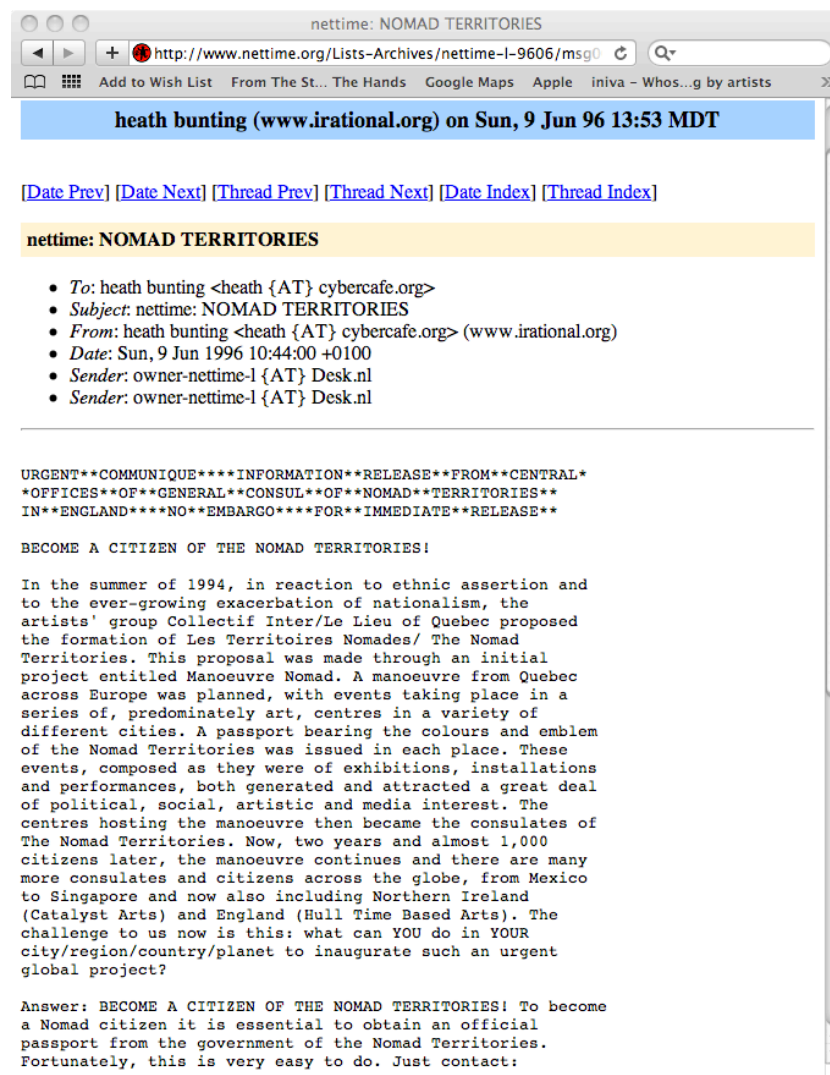 nettime: NOMAD TERRITORIES
http://www.nettime.org/Lists-Archives/nettime-l-9606/msg0
Add to Wish List From The St... The Hands Google Maps Apple iniva – Whos...g by artists
heath bunting (www.irational.org) on Sun, 9 Jun 96 13:53 MDT
[Date Prev] [Date Next] [Thread Prev] [Thread Next] [Date Index] [Thread Index]
nettime: NOMAD TERRITORIES
• To: heath bunting <heath {AT} cybercafe.org>
• Subject: nettime: NOMAD TERRITORIES
• From: heath bunting <heath {AT} cybercafe.org> (www.irational.org)
• Date: Sun, 9 Jun 1996 10:44:00 +0100
• Sender: owner-nettime-l {AT} Desk.nl
• Sender: owner-nettime-l {AT} Desk.nl
URGENT**COMMUNIQUE****INFORMATION**RELEASE**FROM**CENTRAL*
*OFFICES**OF**GENERAL**CONSUL**OF**NOMAD**TERRITORIES**
IN**ENGLAND****NO**EMBARGO****FOR**IMMEDIATE**RELEASE**
BECOME A CITIZEN OF THE NOMAD TERRITORIES!
In the summer of 1994, in reaction to ethnic assertion and
to the ever-growing exacerbation of nationalism, the
artists' group Collectif Inter/Le Lieu of Quebec proposed
the formation of Les Territoires Nomades/ The Nomad
Territories. This proposal was made through an initial
project entitled Manoeuvre Nomad. A manoeuvre from Quebec
across Europe was planned, with events taking place in a
series of, predominately art, centres in a variety of
different cities. A passport bearing the colours and emblem
of the Nomad Territories was issued in each place. These
events, composed as they were of exhibitions, installations
and performances, both generated and attracted a great deal
of political, social, artistic and media interest. The
centres hosting the manoeuvre then became the consulates of
The Nomad Territories. Now, two years and almost 1,000
citizens later, the manoeuvre continues and there are many
more consulates and citizens across the globe, from Mexico
to Singapore and now also including Northern Ireland
(Catalyst Arts) and England (Hull Time Based Arts). The
challenge to us now is this: what can YOU do in YOUR
city/region/country/planet to inaugurate such an urgent
global project?
Answer: BECOME A CITIZEN OF THE NOMAD TERRITORIES! To become
a Nomad citizen it is essential to obtain an official
passport from the government of the Nomad Territories.
Fortunately, this is very easy to do. Just contact: